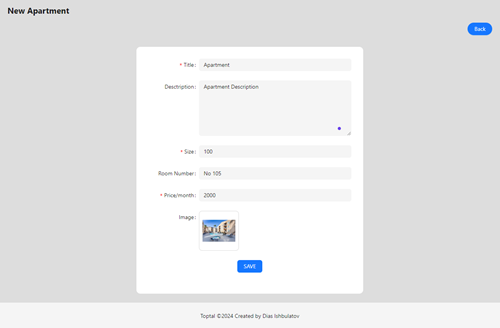 New Apartment
Back
* Title: Apartment
Desctription: Apartment Description
* Size: 100
Room Number: No 105
* Price/month: 2000
Image:
SAVE
Toptal ©2024 Created by Dias Ishbulatov